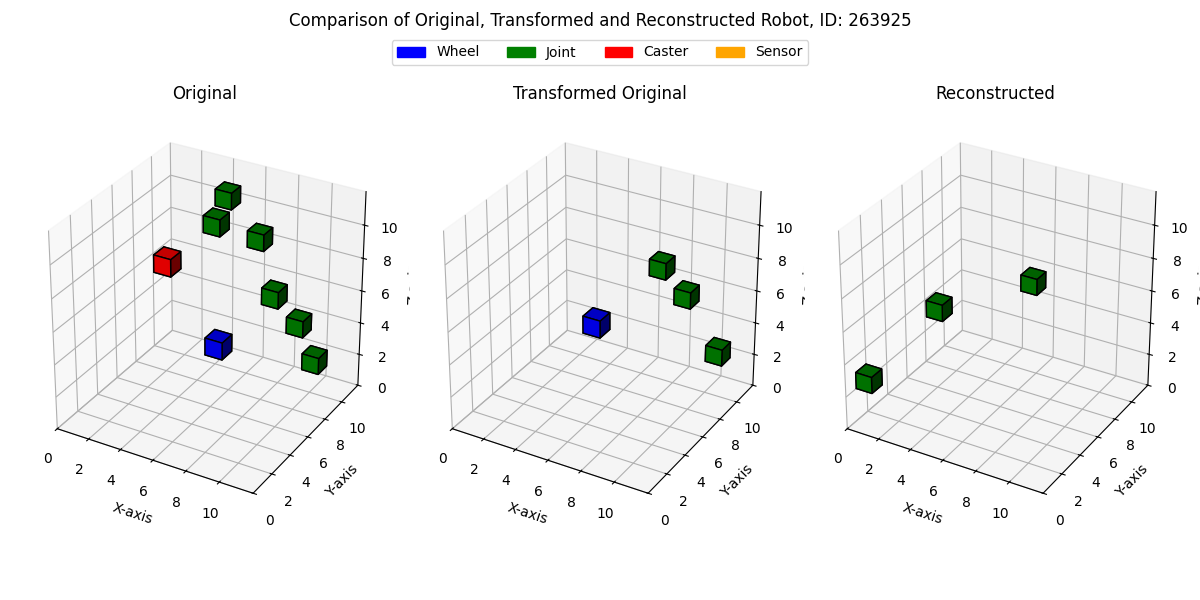 Comparison of Original, Transformed and Reconstructed Robot, ID: 263925
Wheel Joint Caster Sensor
Original
Transformed Original
Reconstructed
10
8
6
4
2
0
0 2 4 6 8 10
X-axis
0 2 4 6 8 10
Y-axis
10
8
6
4
2
0
0 2 4 6 8 10
X-axis
0 2 4 6 8 10
Y-axis
10
8
6
4
2
0
0 2 4 6 8 10
X-axis
0 2 4 6 8 10
Y-axis